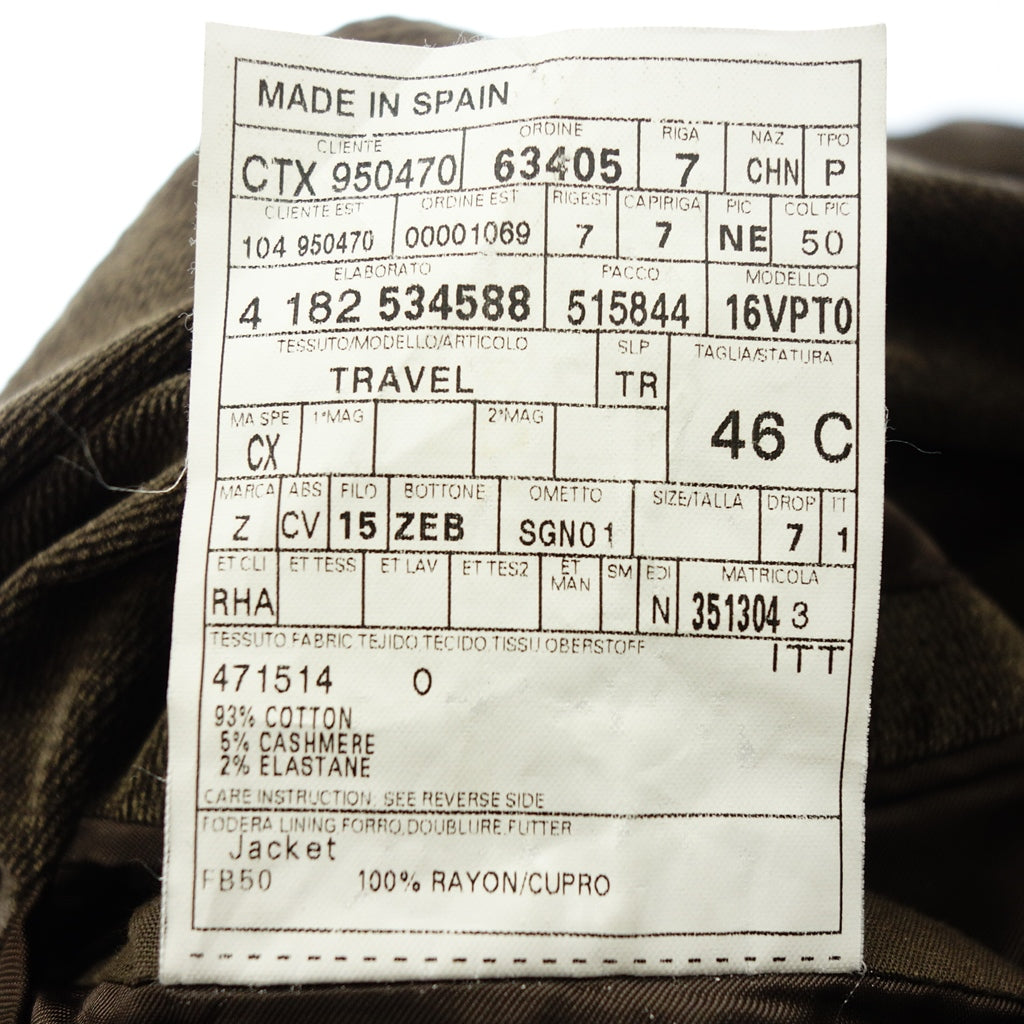 MADE IN SPAIN
CLIENTE ORDINE RIGA NAZ TPO
CTX 950470 63405 7 CHN P
CLIENTE EST ORDINE EST RIGEST CAPIRIGA PIC COL PIC
104 950470 00001069 7 7 NE 50
ELABORATO PACCO MODELLO
4 182 534588 515844 16VPT0
TESSUTO/MODELLO/ARTICOLO SLP TAGLIA/STATURA
TRAVEL TR
46 C
MA SPE 1°MAG 2°MAG
CX
MARCA ABS FILO BOTTONE OMETTO SIZE/TALLA DROP IT
Z CV 15 ZEB SGN01 7 1
ET CLI ET TESS ET LAV ET TES2 ET MAN SM EDI MATRICOLA
RHA N 351304 3
TESSUTO FABRIC TEJIDO TECIDO TISSU OBERSTOFF
ITT
471514 0
93% COTTON
5% CASHMERE
2% ELASTANE
CARE INSTRUCTION: SEE REVERSE SIDE
FODERA,LINING,FORRO,DOUBLURE,FUTTER
Jacket
FB50 100% RAYON/CUPRO